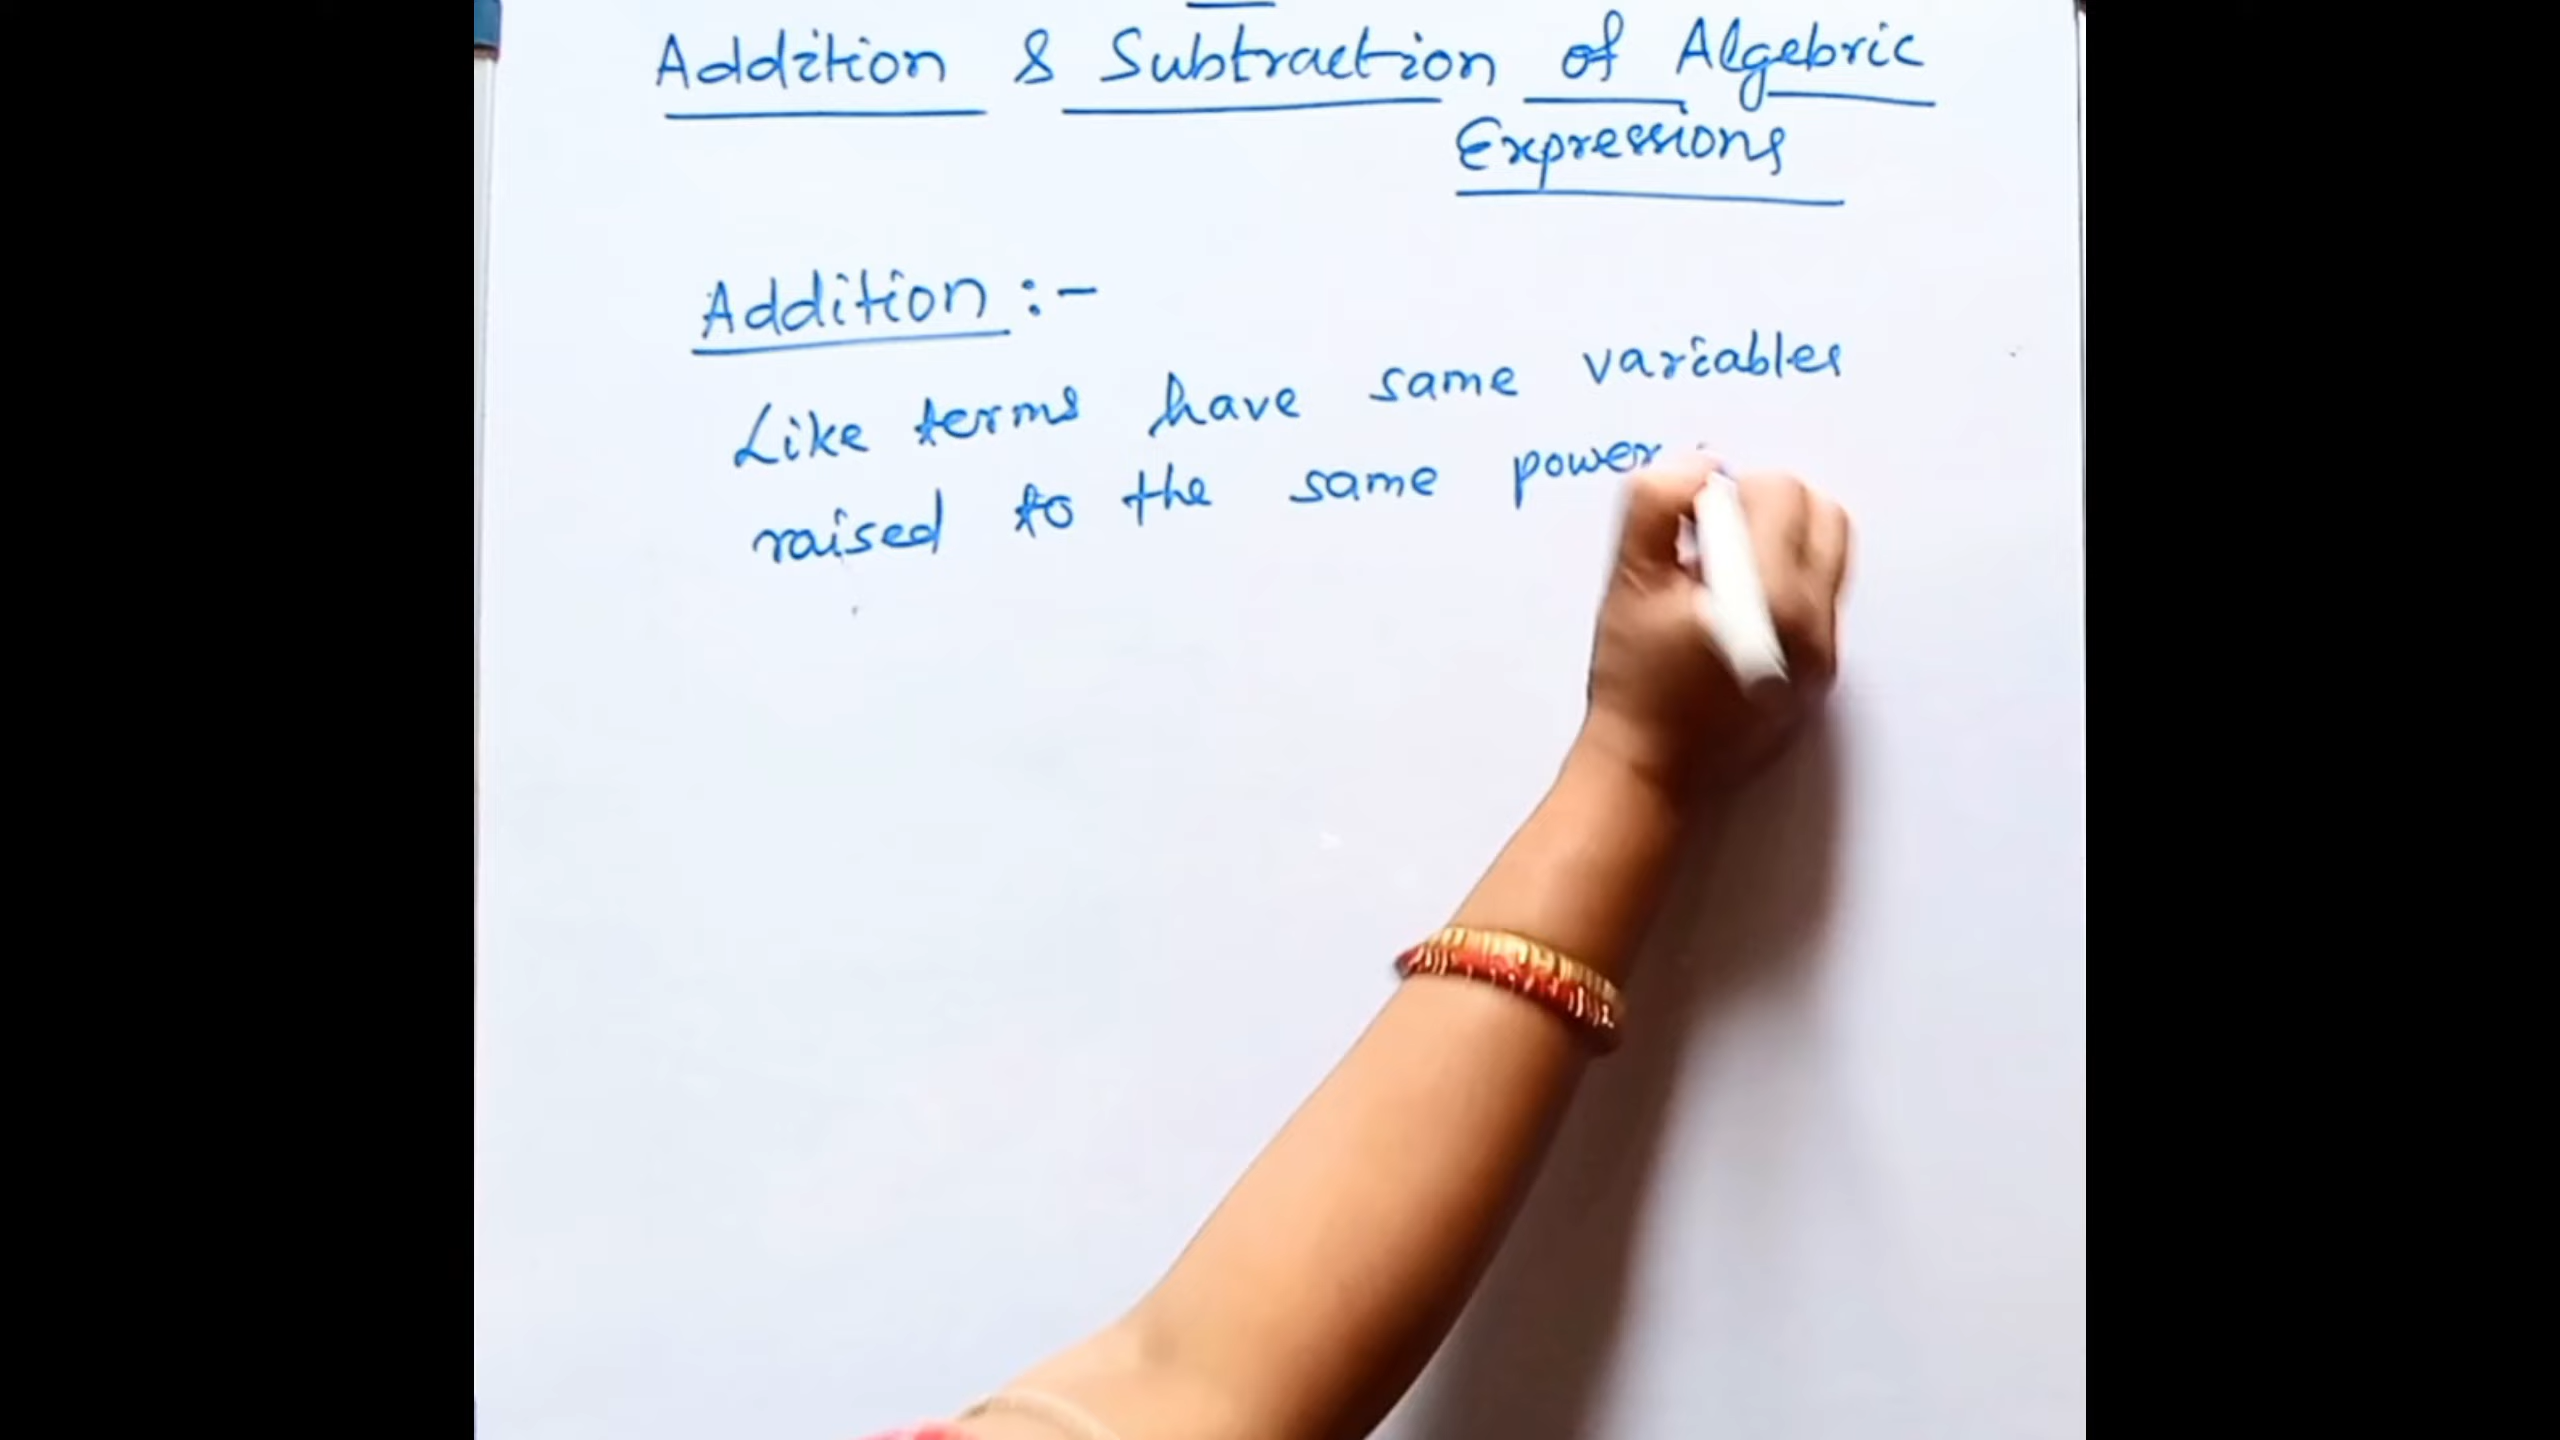 Addition & Subtraction of Algebric
Expressions
Addition :-
Like terms have same variables
raised to the same power